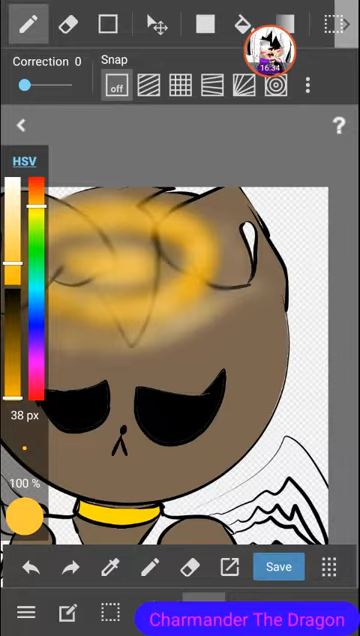 Correction 0
Snap
16:34
off
?
HSV
38 px
100 %
Save
Charmander The Dragon